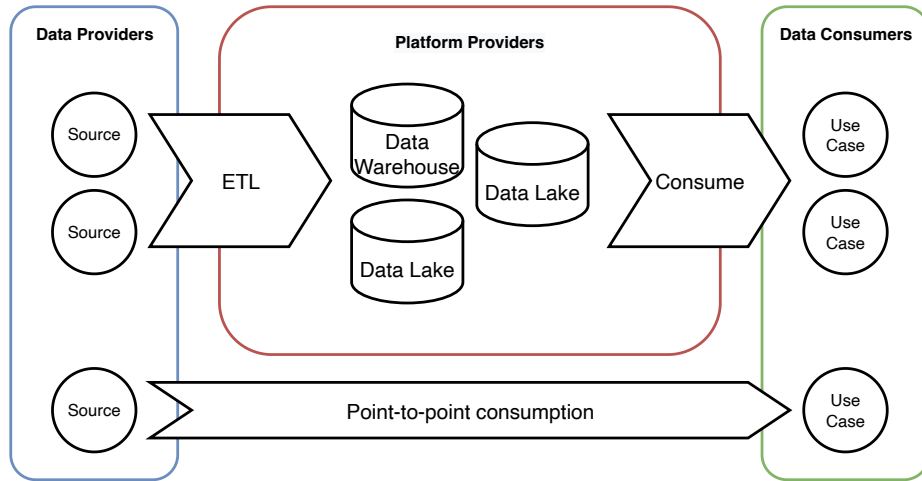 Data Providers
Platform Providers
Data Consumers
Source
Source
Source
ETL
Data
Warehouse
Data Lake
Data Lake
Consume
Use
Case
Use
Case
Point-to-point consumption
Use
Case